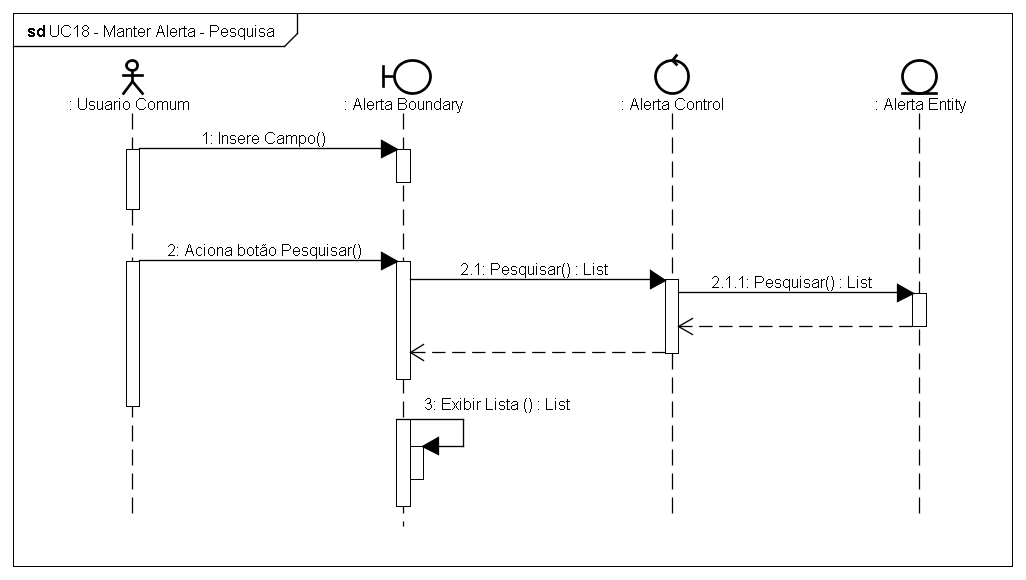 sd UC18 - Manter Alerta - Pesquisa
: Usuario Comum
: Alerta Boundary
: Alerta Control
: Alerta Entity
1: Insere Campo()
2: Aciona botão Pesquisar()
2.1: Pesquisar() : List
2.1.1: Pesquisar() : List
3: Exibir Lista () : List